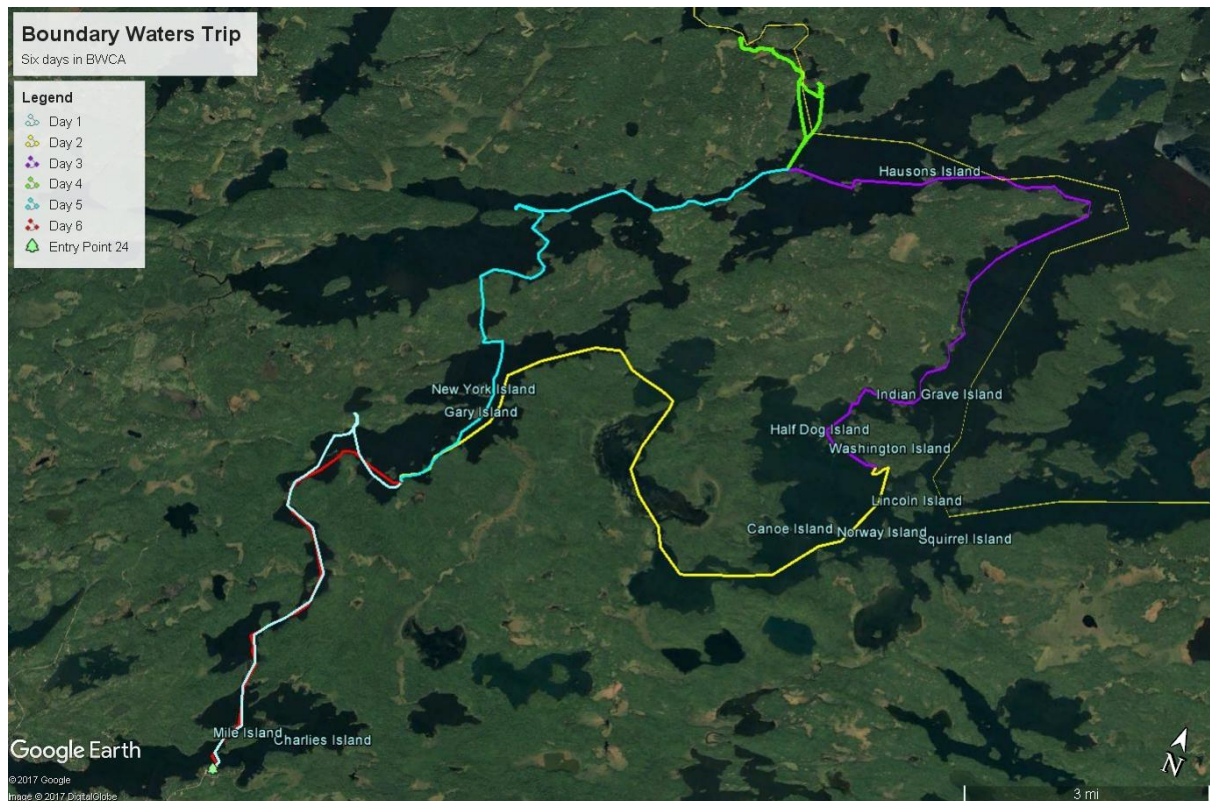 Boundary Waters Trip
Six days in BWCA
Legend
Day 1
Day 2
Day 3
Day 4
Day 5
Day 6
Entry Point 24
Hausons Island
New York Island
Gary Island
Indian Grave Island
Half Dog Island
Washington Island
Lincoln Island
Canoe Island
Norway Island
Squirrel Island
Mile Island
Charlies Island
Google Earth
©2017 Google
Image © 2017 DigitalGlobe
N
3 mi